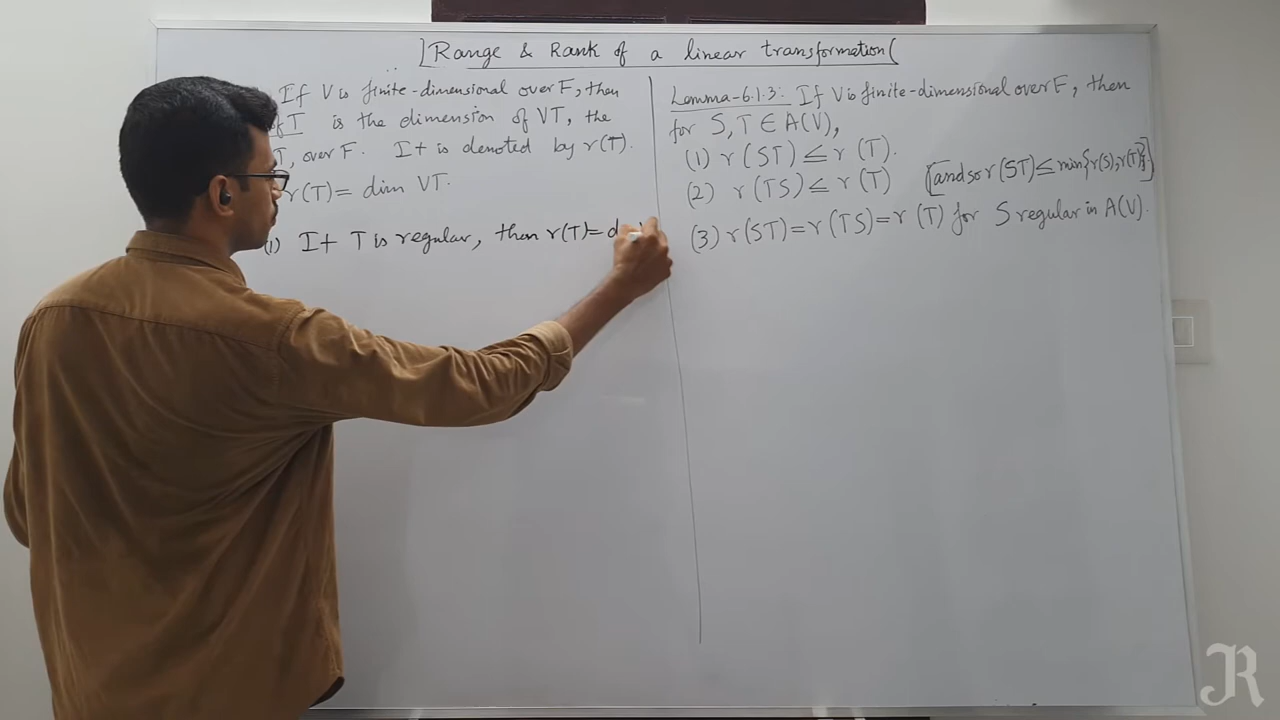 Range & Rank of a linear transformation
If V is finite-dimensional over F, then
of T is the dimension of VT, the
T, over F. It is denoted by r(T).
r(T) = dim VT.
(1) If T is regular, then r(T) =
Lemma-6.1.3: If V is finite-dimensional over F, then
for S, T ∈ A(V),
(1) r(ST) ≤ r(T).
(2) r(TS) ≤ r(T) [and so r(ST) ≤ min{r(S), r(T)}]
(3) r(ST) = r(TS) = r(T) for S regular in A(V).
R